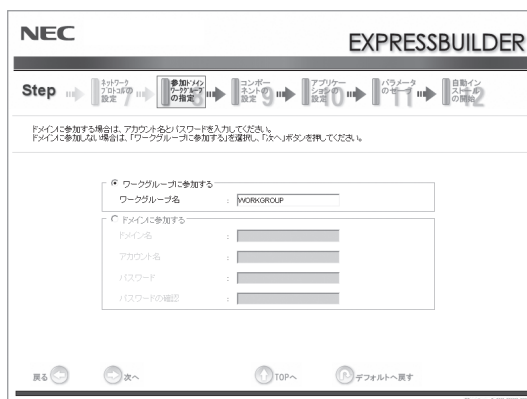 NEC
EXPRESSBUILDER
Step
ネットワーク
プロトコルの
設定 7
参加ドメイン
ワークグループ
の指定 8
コンポー
ネントの
設定 9
アプリケー
ションの
設定 10
パラメータ
のセーブ
11
自動イン
ストール
の開始 12
ドメインに参加する場合は、アカウント名とパスワードを入力してください。
ドメインに参加しない場合は、「ワークグループに参加する」を選択し、「次へ」ボタンを押してください。
ワークグループに参加する
ワークグループ名 : WORKGROUP
ドメインに参加する
ドメイン名 :
アカウント名 :
パスワード :
パスワードの確認 :
戻る 次へ TOPへ デフォルトへ戻す